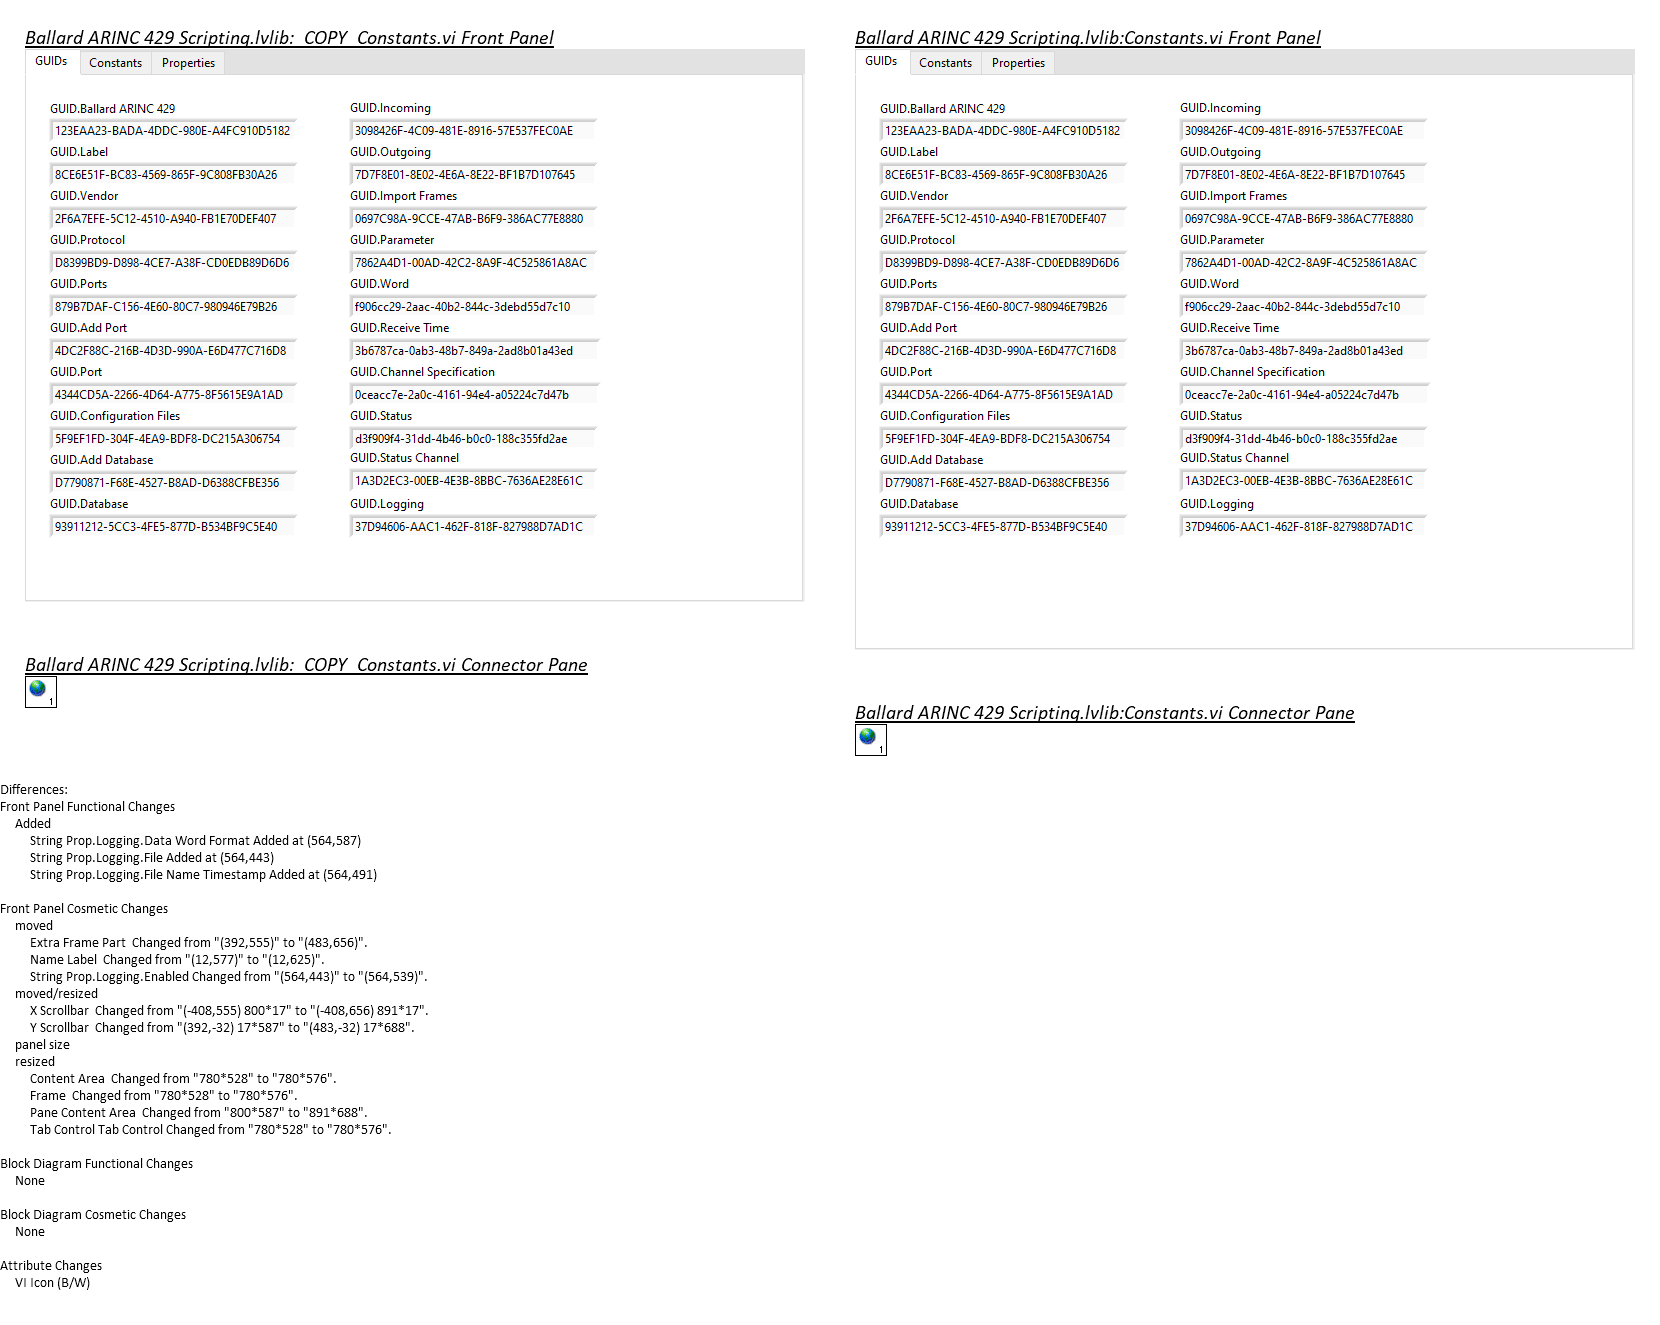 Ballard ARINC 429 Scripting.lvlib:_COPY_Constants.vi Front Panel
GUIDs Constants Properties
GUID.Ballard ARINC 429
123EAA23-BADA-4DDC-980E-A4FC910D5182
GUID.Label
8CE6E51F-BC83-4569-865F-9C808FB30A26
GUID.Vendor
2F6A7EFE-5C12-4510-A940-FB1E70DEF407
GUID.Protocol
D8399BD9-D898-4CE7-A38F-CD0EDB89D6D6
GUID.Ports
879B7DAF-C156-4E60-80C7-980946E79B26
GUID.Add Port
4DC2F88C-216B-4D3D-990A-E6D477C716D8
GUID.Port
4344CD5A-2266-4D64-A775-8F5615E9A1AD
GUID.Configuration Files
5F9EF1FD-304F-4EA9-BDF8-DC215A306754
GUID.Add Database
D7790871-F68E-4527-B8AD-D6388CFBE356
GUID.Database
93911212-5CC3-4FE5-877D-B534BF9C5E40
GUID.Incoming
3098426F-4C09-481E-8916-57E537FEC0AE
GUID.Outgoing
7D7F8E01-8E02-4E6A-8E22-BF1B7D107645
GUID.Import Frames
0697C98A-9CCE-47AB-B6F9-386AC77E8880
GUID.Parameter
7862A4D1-00AD-42C2-8A9F-4C525861A8AC
GUID.Word
f906cc29-2aac-40b2-844c-3debd55d7c10
GUID.Receive Time
3b6787ca-0ab3-48b7-849a-2ad8b01a43ed
GUID.Channel Specification
0ceacc7e-2a0c-4161-94e4-a05224c7d47b
GUID.Status
d3f909f4-31dd-4b46-b0c0-188c355fd2ae
GUID.Status Channel
1A3D2EC3-00EB-4E3B-8BBC-7636AE28E61C
GUID.Logging
37D94606-AAC1-462F-818F-827988D7AD1C
Ballard ARINC 429 Scripting.lvlib:_COPY_Constants.vi Connector Pane
1
Ballard ARINC 429 Scripting.lvlib:Constants.vi Front Panel
GUIDs Constants Properties
GUID.Ballard ARINC 429
123EAA23-BADA-4DDC-980E-A4FC910D5182
GUID.Label
8CE6E51F-BC83-4569-865F-9C808FB30A26
GUID.Vendor
2F6A7EFE-5C12-4510-A940-FB1E70DEF407
GUID.Protocol
D8399BD9-D898-4CE7-A38F-CD0EDB89D6D6
GUID.Ports
879B7DAF-C156-4E60-80C7-980946E79B26
GUID.Add Port
4DC2F88C-216B-4D3D-990A-E6D477C716D8
GUID.Port
4344CD5A-2266-4D64-A775-8F5615E9A1AD
GUID.Configuration Files
5F9EF1FD-304F-4EA9-BDF8-DC215A306754
GUID.Add Database
D7790871-F68E-4527-B8AD-D6388CFBE356
GUID.Database
93911212-5CC3-4FE5-877D-B534BF9C5E40
GUID.Incoming
3098426F-4C09-481E-8916-57E537FEC0AE
GUID.Outgoing
7D7F8E01-8E02-4E6A-8E22-BF1B7D107645
GUID.Import Frames
0697C98A-9CCE-47AB-B6F9-386AC77E8880
GUID.Parameter
7862A4D1-00AD-42C2-8A9F-4C525861A8AC
GUID.Word
f906cc29-2aac-40b2-844c-3debd55d7c10
GUID.Receive Time
3b6787ca-0ab3-48b7-849a-2ad8b01a43ed
GUID.Channel Specification
0ceacc7e-2a0c-4161-94e4-a05224c7d47b
GUID.Status
d3f909f4-31dd-4b46-b0c0-188c355fd2ae
GUID.Status Channel
1A3D2EC3-00EB-4E3B-8BBC-7636AE28E61C
GUID.Logging
37D94606-AAC1-462F-818F-827988D7AD1C
Ballard ARINC 429 Scripting.lvlib:Constants.vi Connector Pane
1
Differences:
Front Panel Functional Changes
Added
String Prop.Logging.Data Word Format Added at (564,587)
String Prop.Logging.File Added at (564,443)
String Prop.Logging.File Name Timestamp Added at (564,491)
Front Panel Cosmetic Changes
moved
Extra Frame Part  Changed from "(392,555)" to "(483,656)".
Name Label  Changed from "(12,577)" to "(12,625)".
String Prop.Logging.Enabled Changed from "(564,443)" to "(564,539)".
moved/resized
X Scrollbar  Changed from "(-408,555) 800*17" to "(-408,656) 891*17".
Y Scrollbar  Changed from "(392,-32) 17*587" to "(483,-32) 17*688".
panel size
resized
Content Area  Changed from "780*528" to "780*576".
Frame  Changed from "780*528" to "780*576".
Pane Content Area  Changed from "800*587" to "891*688".
Tab Control Tab Control Changed from "780*528" to "780*576".
Block Diagram Functional Changes
None
Block Diagram Cosmetic Changes
None
Attribute Changes
VI Icon (B/W)